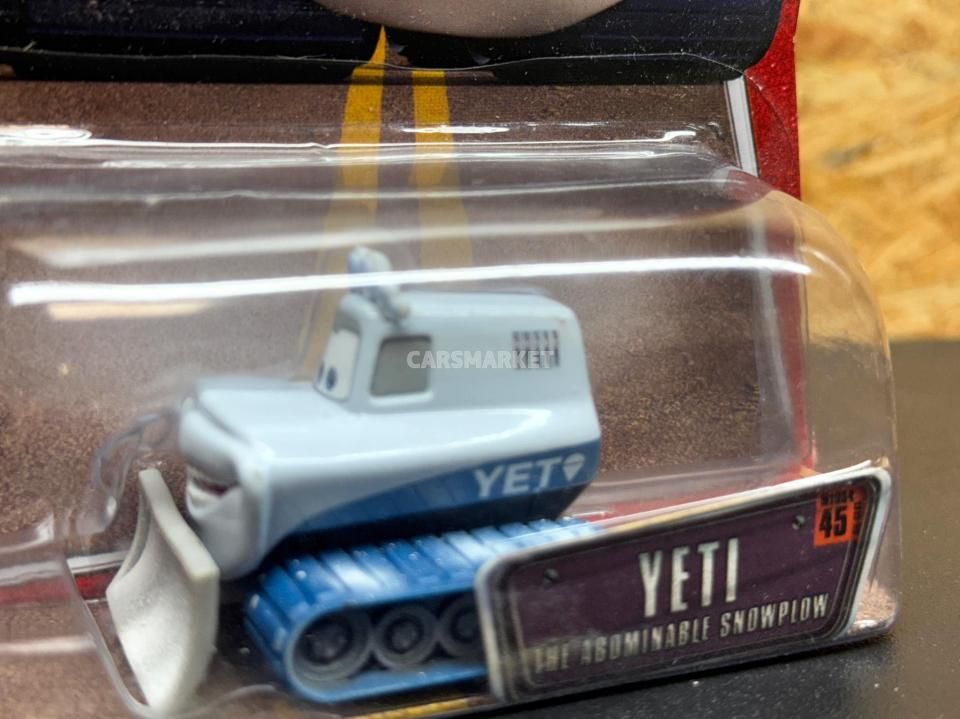 CARSMARKET
YET
45
YETI
THE ABOMINABLE SNOWPLOW